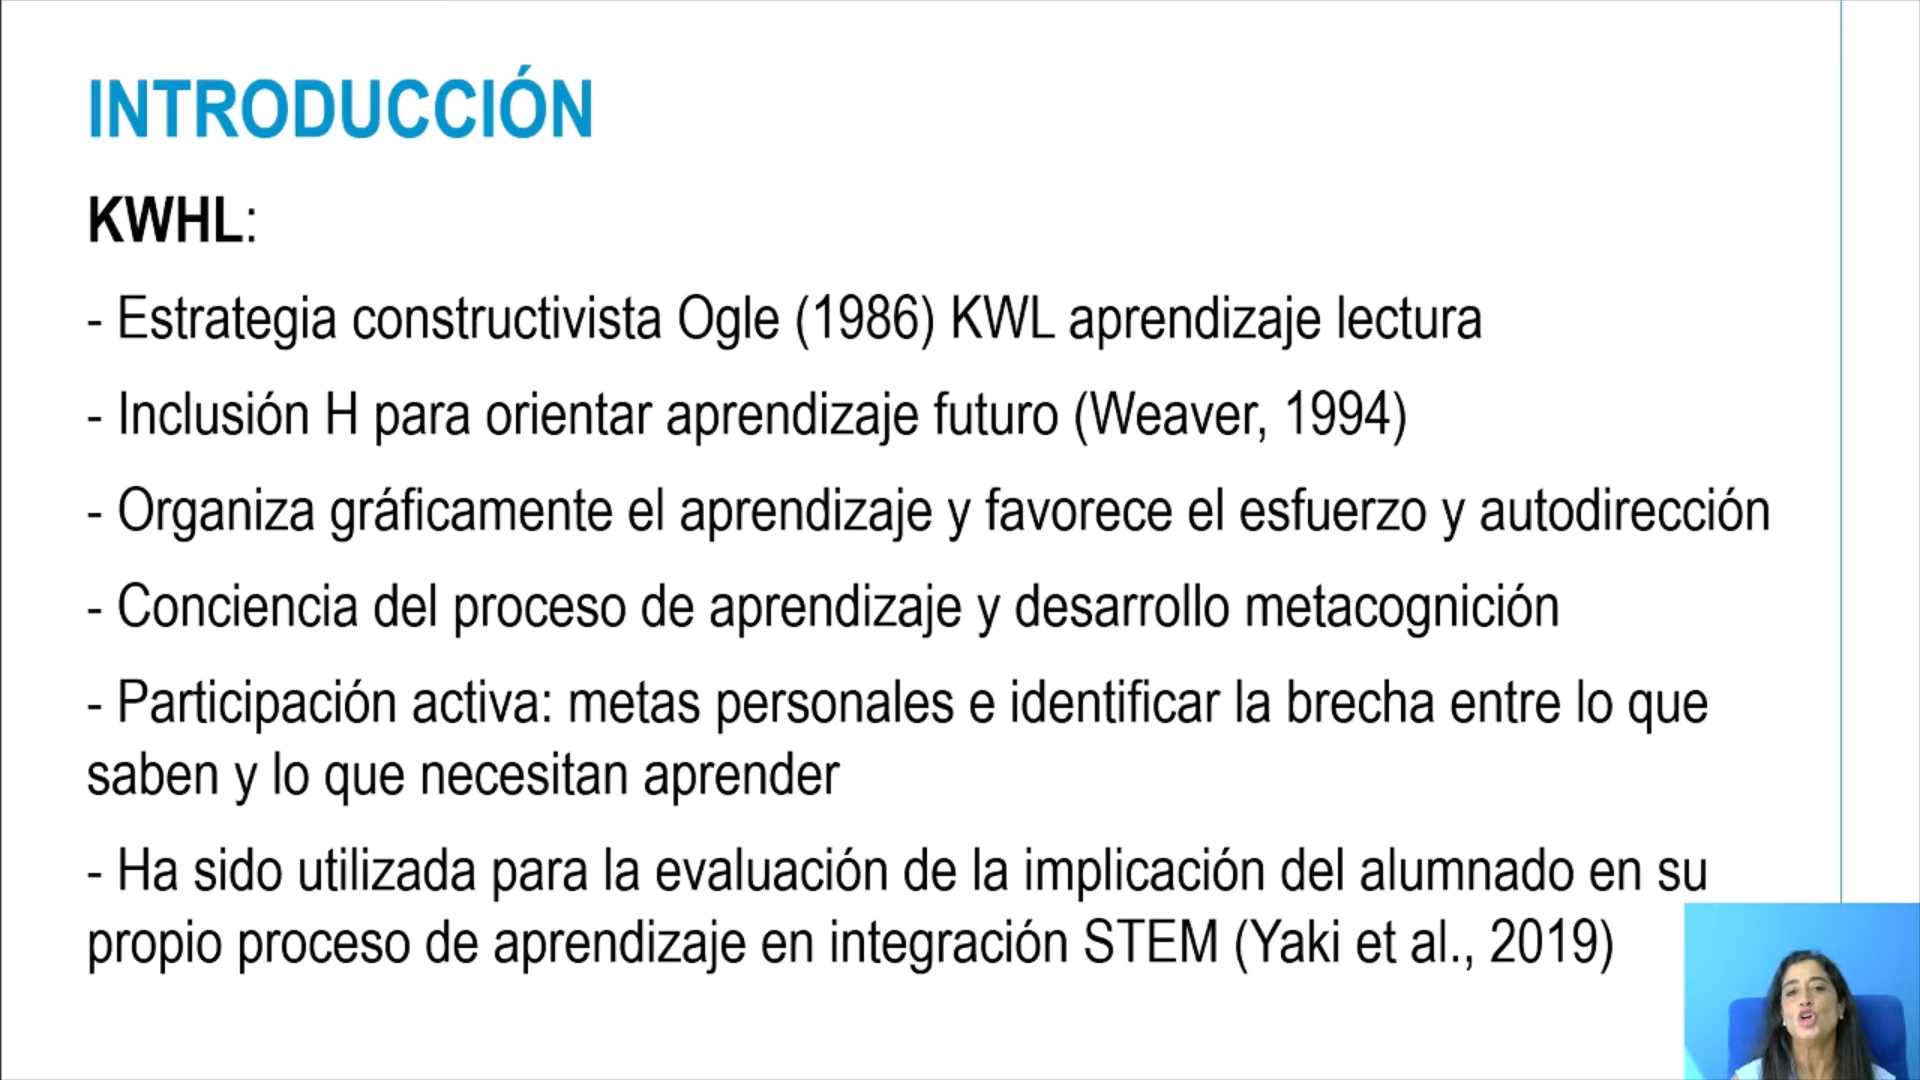 INTRODUCCIÓN
KWHL:
- Estrategia constructivista Ogle (1986) KWL aprendizaje lectura
- Inclusión H para orientar aprendizaje futuro (Weaver, 1994)
- Organiza gráficamente el aprendizaje y favorece el esfuerzo y autodirección
- Conciencia del proceso de aprendizaje y desarrollo metacognición
- Participación activa: metas personales e identificar la brecha entre lo que
saben y lo que necesitan aprender
- Ha sido utilizada para la evaluación de la implicación del alumnado en su
propio proceso de aprendizaje en integración STEM (Yaki et al., 2019)